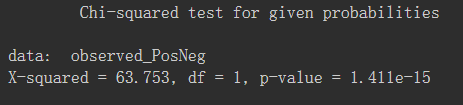 Chi-squared test for given probabilities
data:  observed_PosNeg
X-squared = 63.753, df = 1, p-value = 1.411e-15